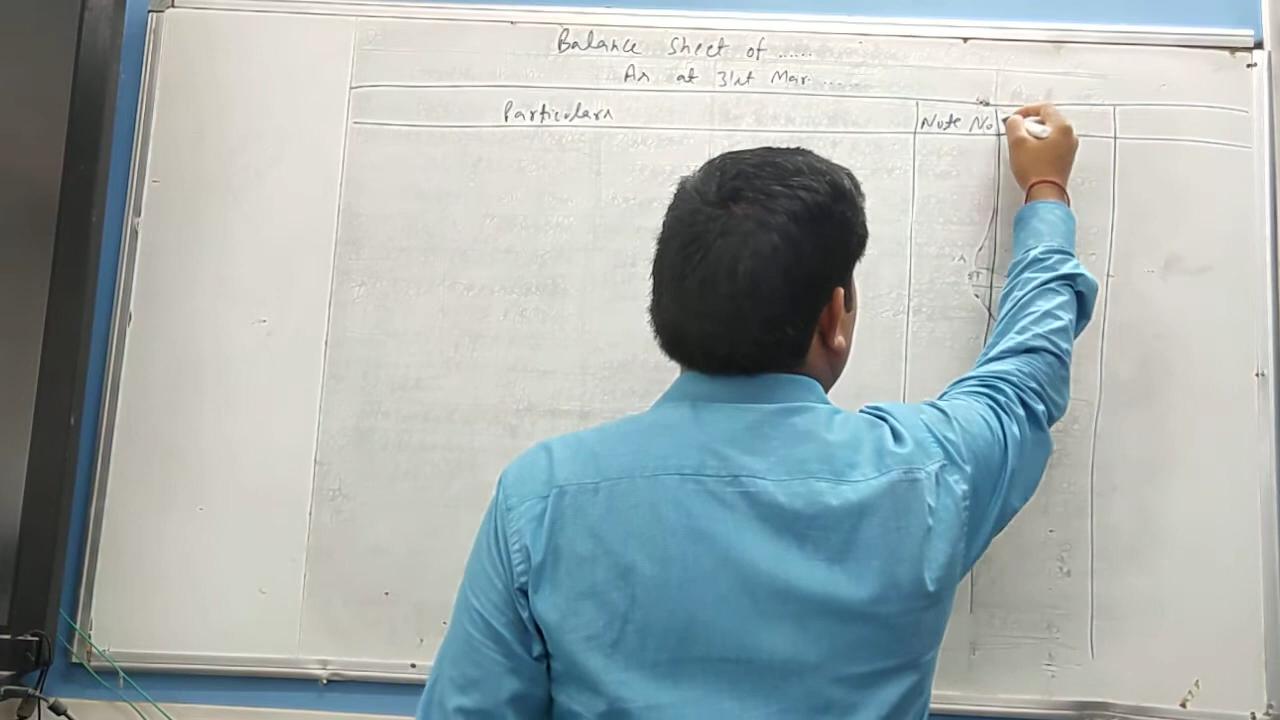 Balance Sheet of ......
As at 31st Mar ......
Particulars Note No